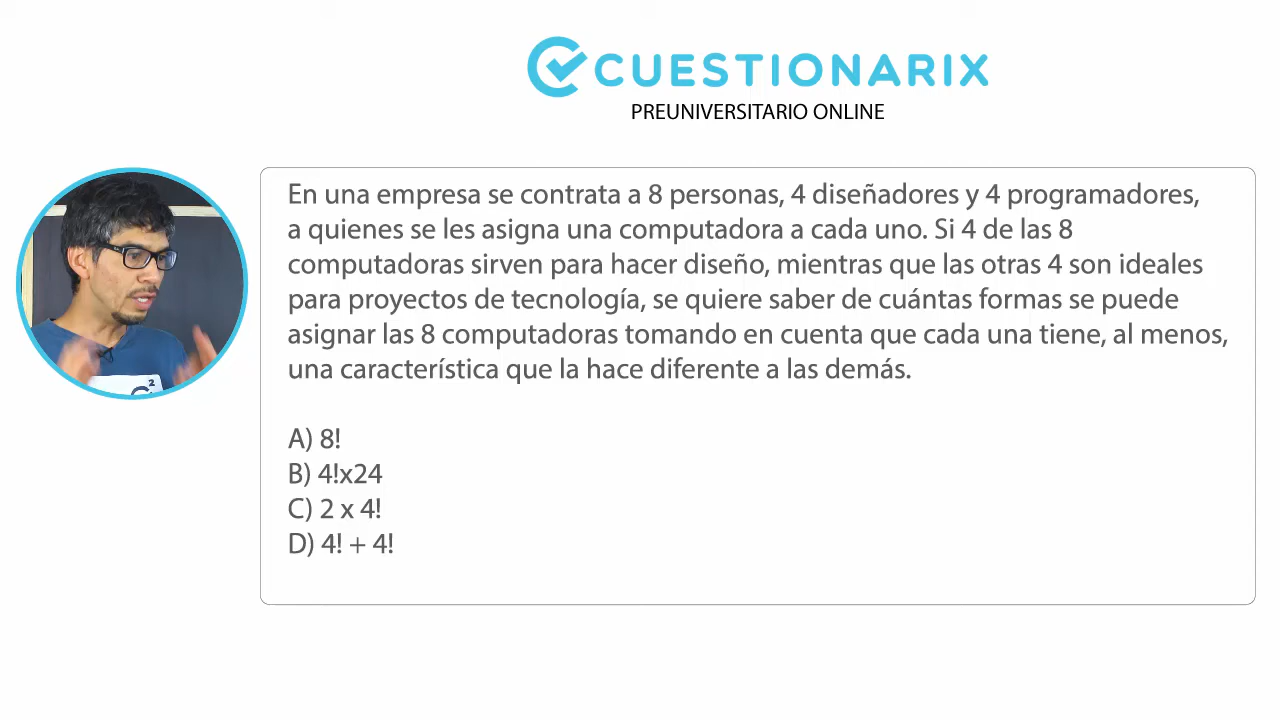 CUESTIONARIX
PREUNIVERSITARIO ONLINE
En una empresa se contrata a 8 personas, 4 diseñadores y 4 programadores,
a quienes se les asigna una computadora a cada uno. Si 4 de las 8
computadoras sirven para hacer diseño, mientras que las otras 4 son ideales
para proyectos de tecnología, se quiere saber de cuántas formas se puede
asignar las 8 computadoras tomando en cuenta que cada una tiene, al menos,
una característica que la hace diferente a las demás.
A) 8!
B) 4!x24
C) 2 x 4!
D) 4! + 4!